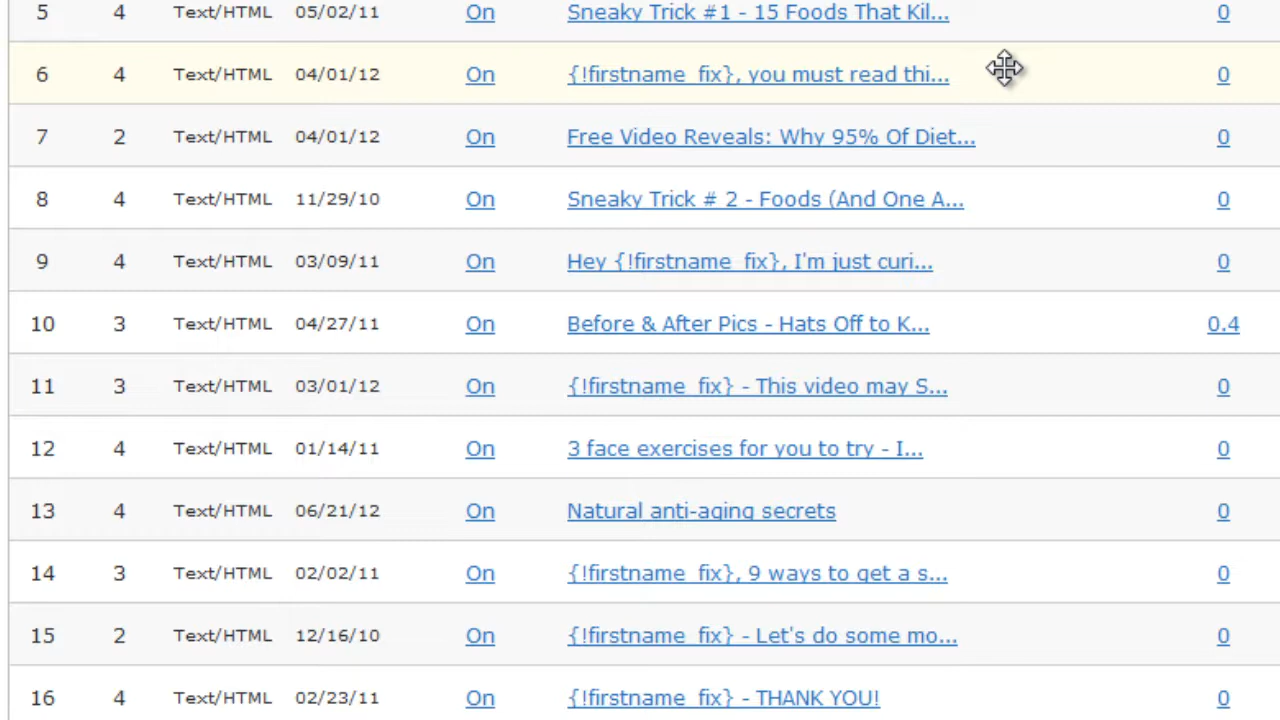 5 4 Text/HTML 05/02/11 On Sneaky Trick #1 - 15 Foods That Kil... 0
6 4 Text/HTML 04/01/12 On {!firstname_fix}, you must read thi... 0
7 2 Text/HTML 04/01/12 On Free Video Reveals: Why 95% Of Diet... 0
8 4 Text/HTML 11/29/10 On Sneaky Trick # 2 - Foods (And One A... 0
9 4 Text/HTML 03/09/11 On Hey {!firstname_fix}, I'm just curi... 0
10 3 Text/HTML 04/27/11 On Before & After Pics - Hats Off to K... 0.4
11 3 Text/HTML 03/01/12 On {!firstname_fix} - This video may S... 0
12 4 Text/HTML 01/14/11 On 3 face exercises for you to try - I... 0
13 4 Text/HTML 06/21/12 On Natural anti-aging secrets 0
14 3 Text/HTML 02/02/11 On {!firstname_fix}, 9 ways to get a s... 0
15 2 Text/HTML 12/16/10 On {!firstname_fix} - Let's do some mo... 0
16 4 Text/HTML 02/23/11 On {!firstname_fix} - THANK YOU! 0